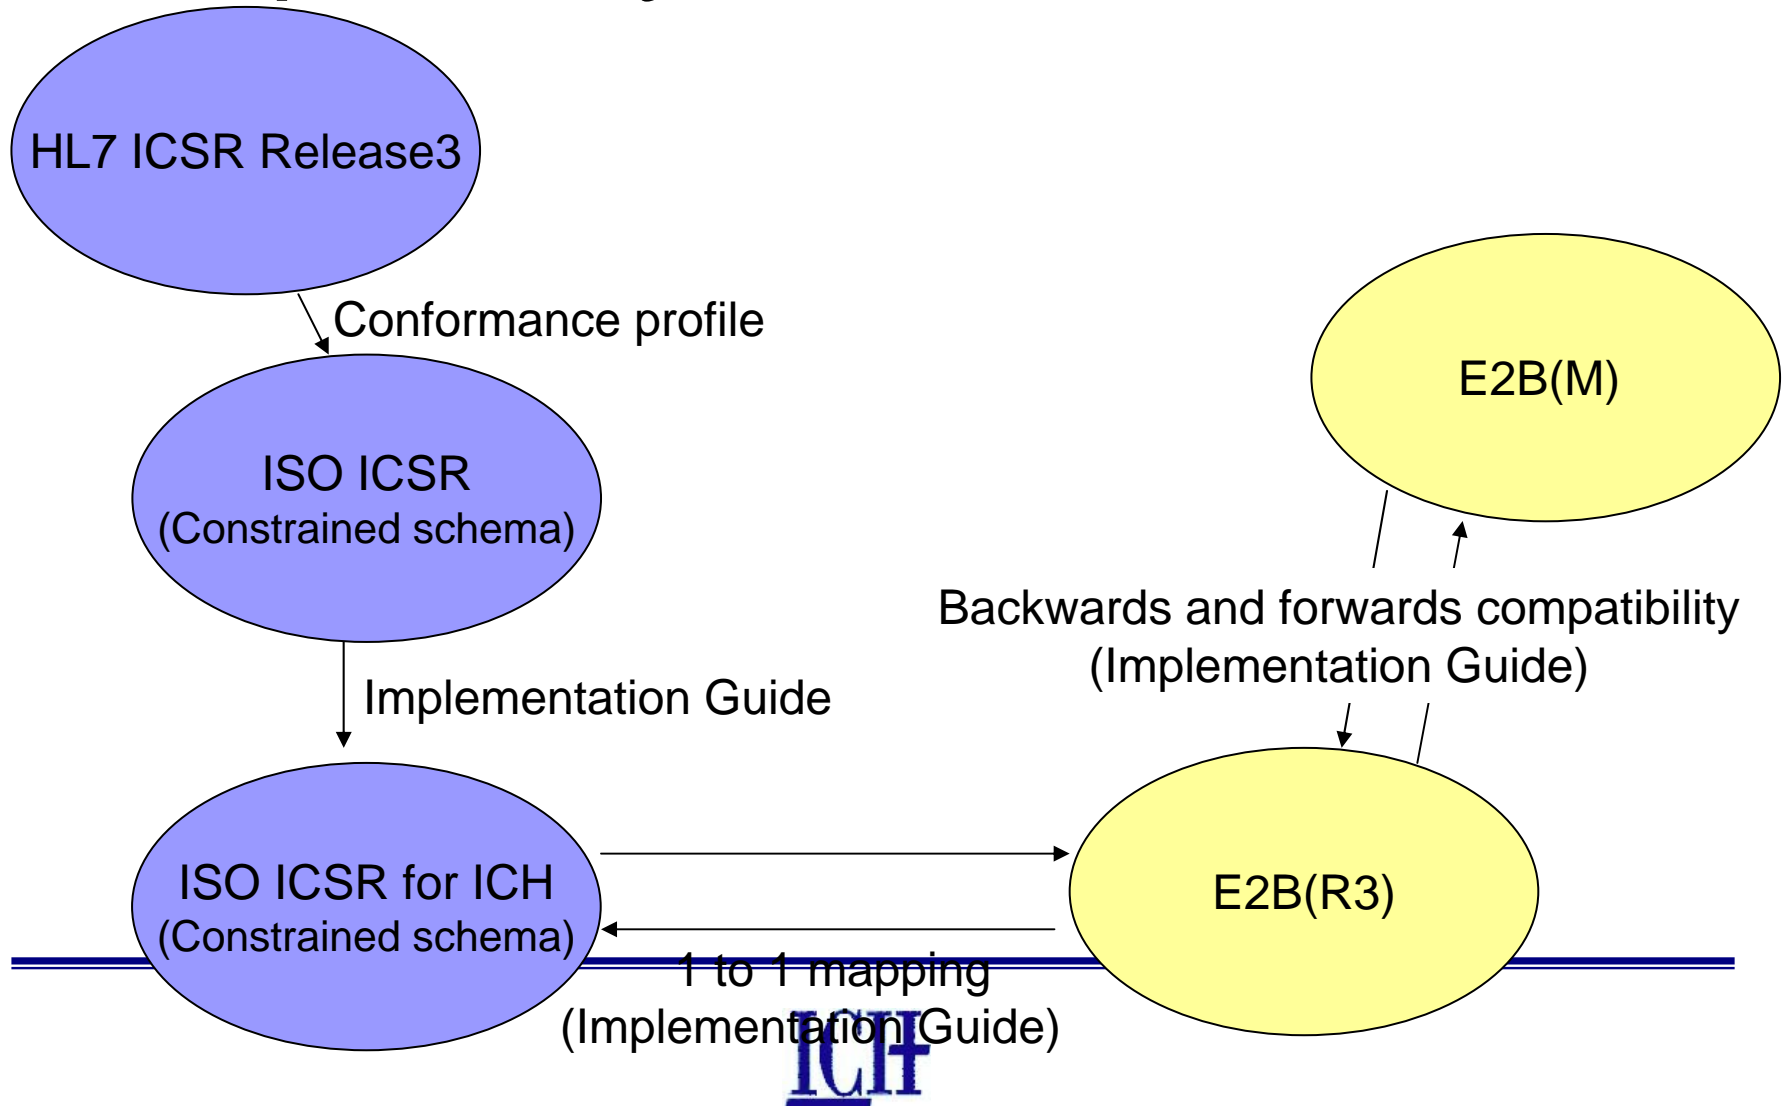 HL7 ICSR Release3
Conformance profile
E2B(M)
ISO ICSR
(Constrained schema)
Backwards and forwards compatibility
(Implementation Guide)
Implementation Guide
ISO ICSR for ICH
(Constrained schema)
E2B(R3)
1 to 1 mapping
(Implementation Guide)
ICH